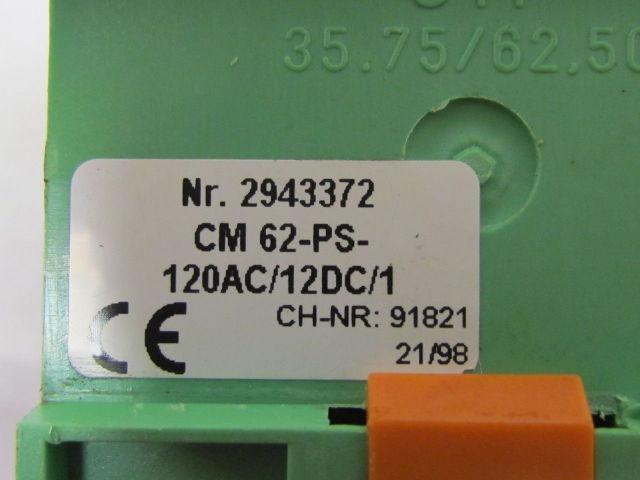 35.75/62,50
Nr. 2943372
CM 62-PS-
120AC/12DC/1
CH-NR: 91821
CE
21/98